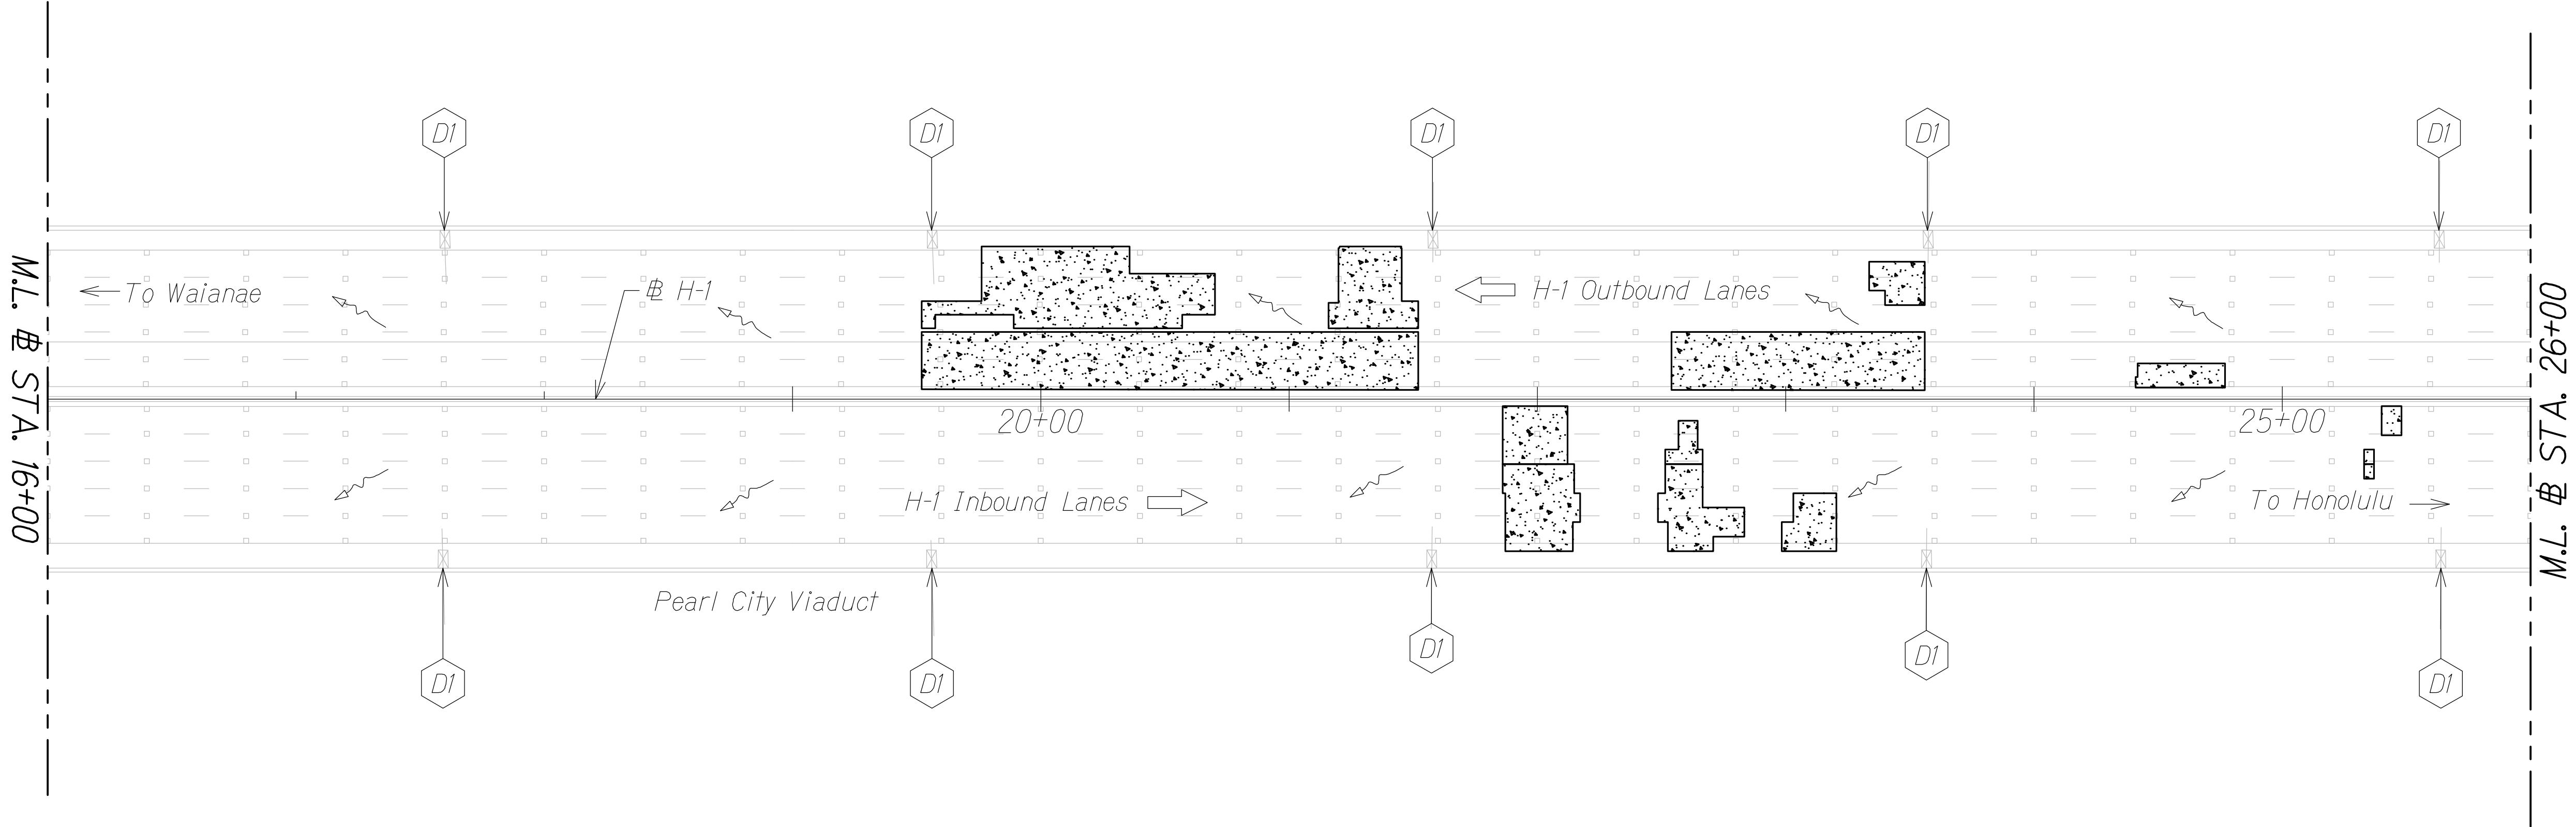 D1
D1
D1
D1
D1
M.L. ⅊ STA. 16+00
To Waianae
⅊ H-1
H-1 Outbound Lanes
M.L. ⅊ STA. 26+00
20+00
25+00
H-1 Inbound Lanes
To Honolulu
Pearl City Viaduct
D1
D1
D1
D1
D1